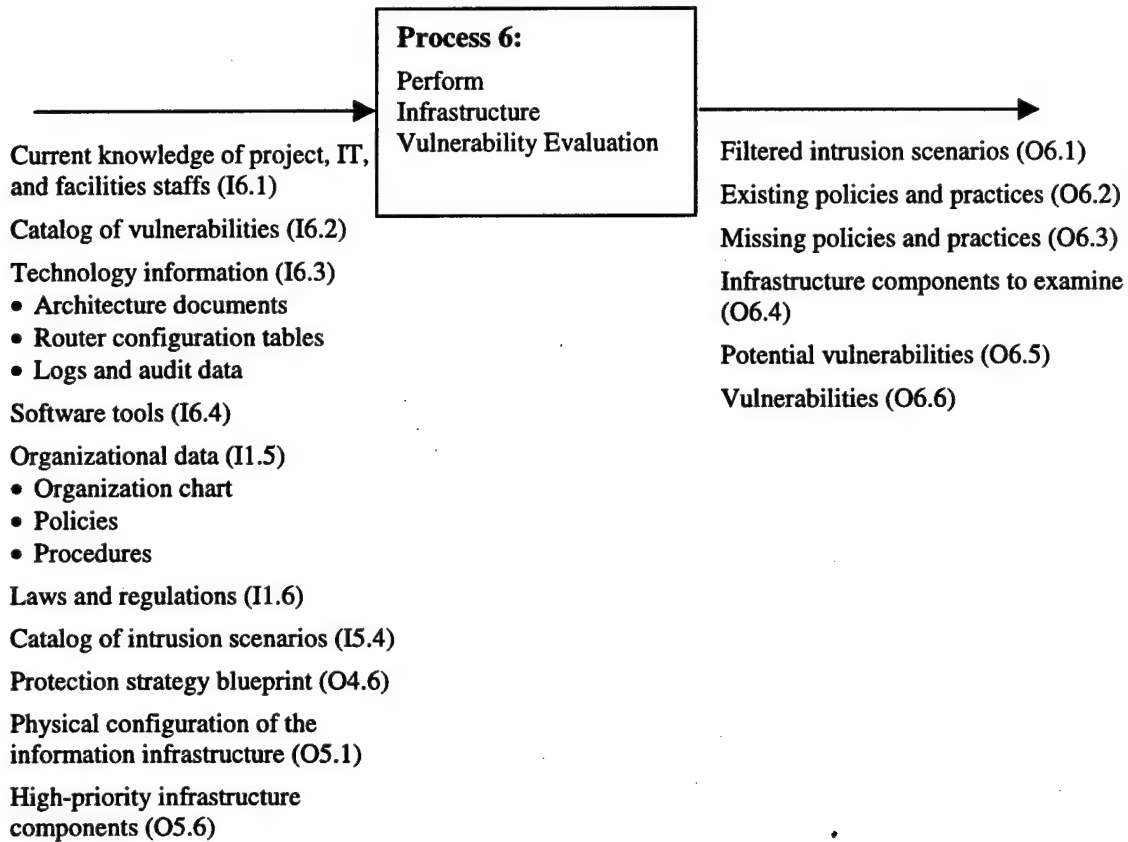 Process 6:
Perform
Infrastructure
Vulnerability Evaluation
Current knowledge of project, IT,
and facilities staffs (I6.1)
Catalog of vulnerabilities (I6.2)
Technology information (I6.3)
• Architecture documents
• Router configuration tables
• Logs and audit data
Software tools (I6.4)
Organizational data (I1.5)
• Organization chart
• Policies
• Procedures
Laws and regulations (I1.6)
Catalog of intrusion scenarios (I5.4)
Protection strategy blueprint (O4.6)
Physical configuration of the
information infrastructure (O5.1)
High-priority infrastructure
components (O5.6)
Filtered intrusion scenarios (O6.1)
Existing policies and practices (O6.2)
Missing policies and practices (O6.3)
Infrastructure components to examine
(O6.4)
Potential vulnerabilities (O6.5)
Vulnerabilities (O6.6)